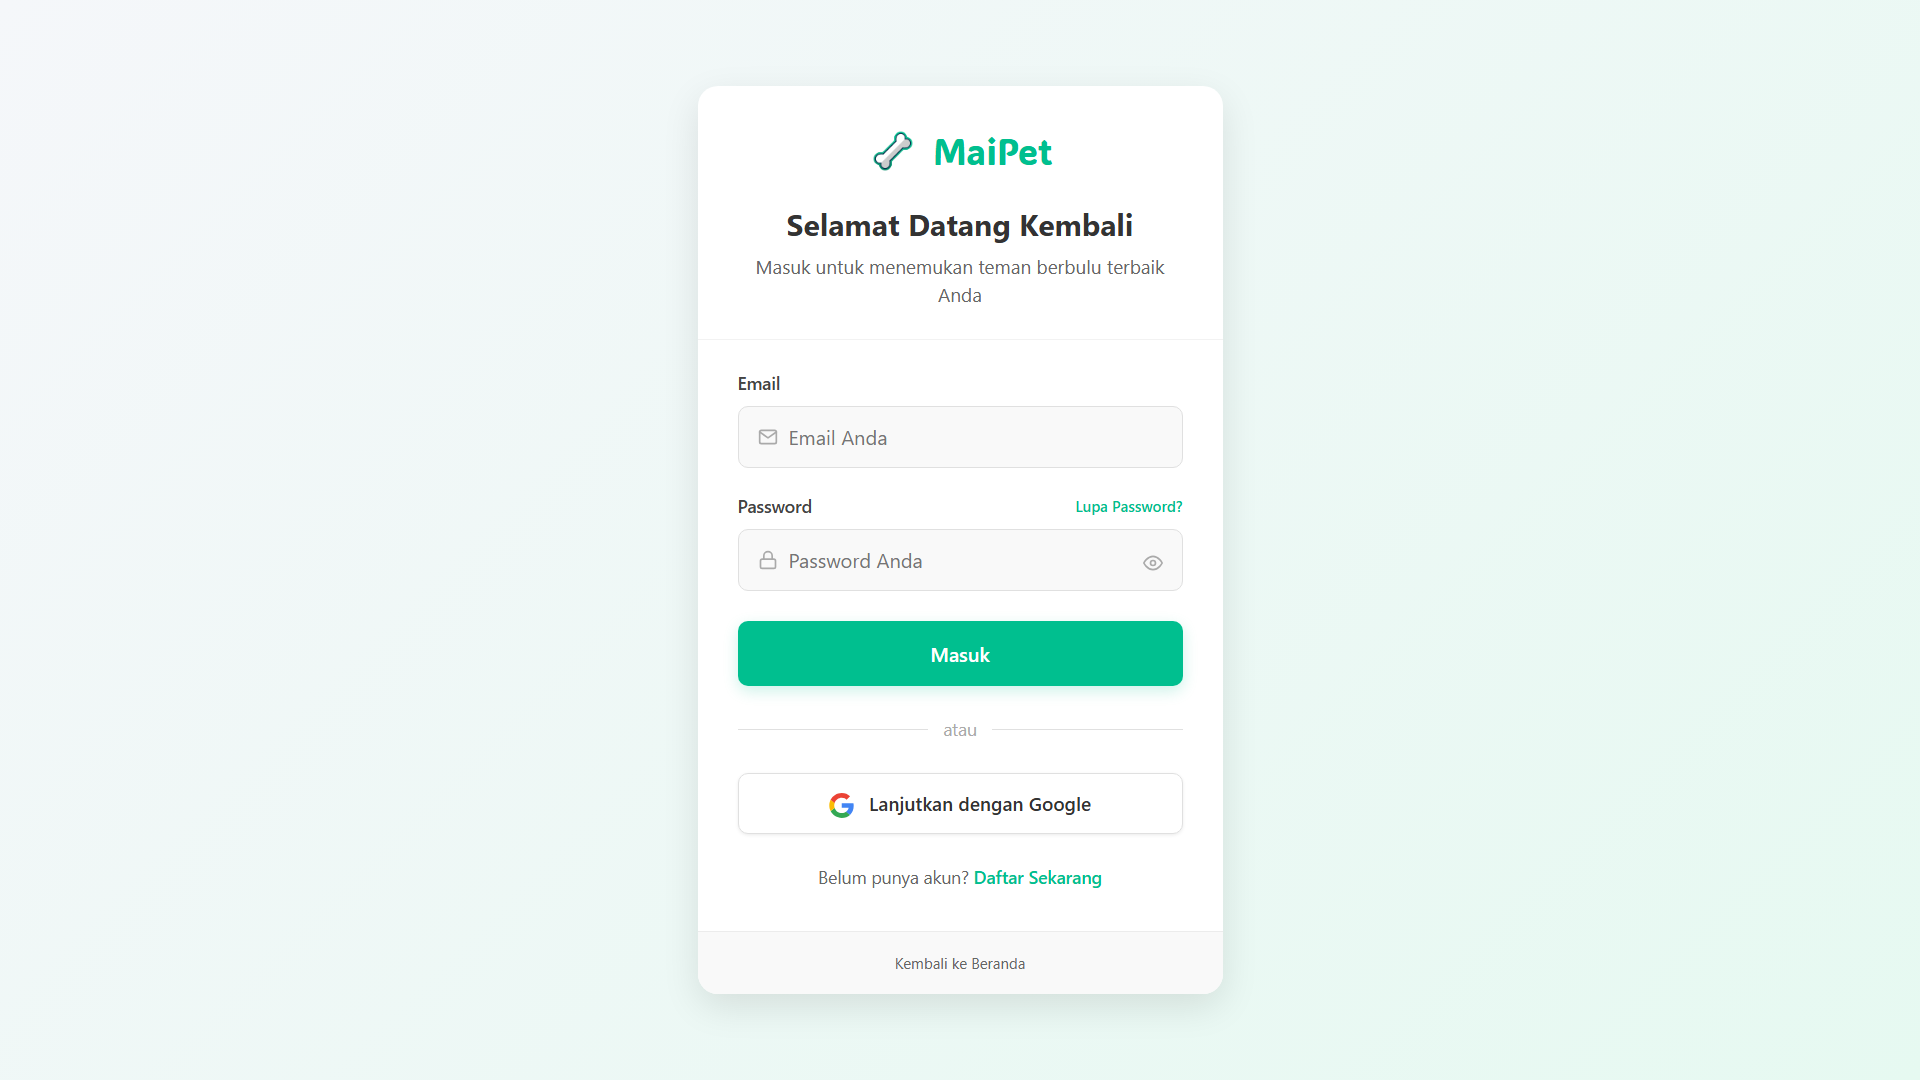 MaiPet
Selamat Datang Kembali
Masuk untuk menemukan teman berbulu terbaik
Anda
Email
Email Anda
Password
Lupa Password?
Password Anda
Masuk
atau
Lanjutkan dengan Google
Belum punya akun? Daftar Sekarang
Kembali ke Beranda